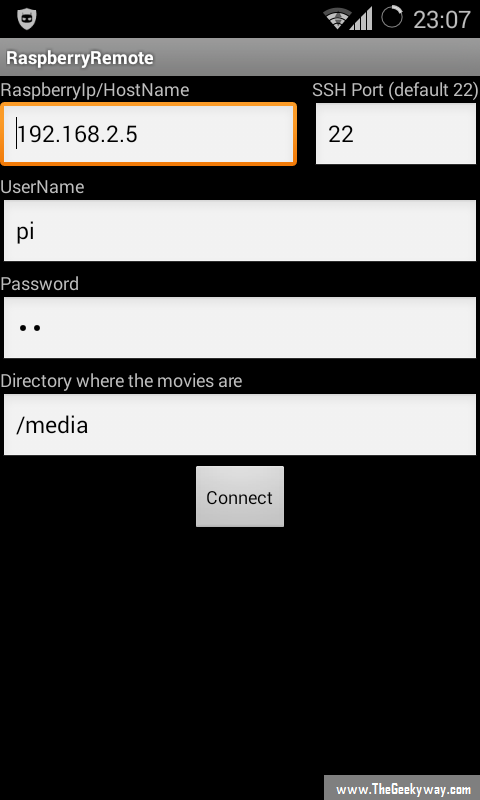 23:07
RaspberryRemote
RaspberryIp/HostName SSH Port (default 22)
192.168.2.5 22
UserName
pi
Password
••
Directory where the movies are
/media
Connect
www.TheGeekyway.com